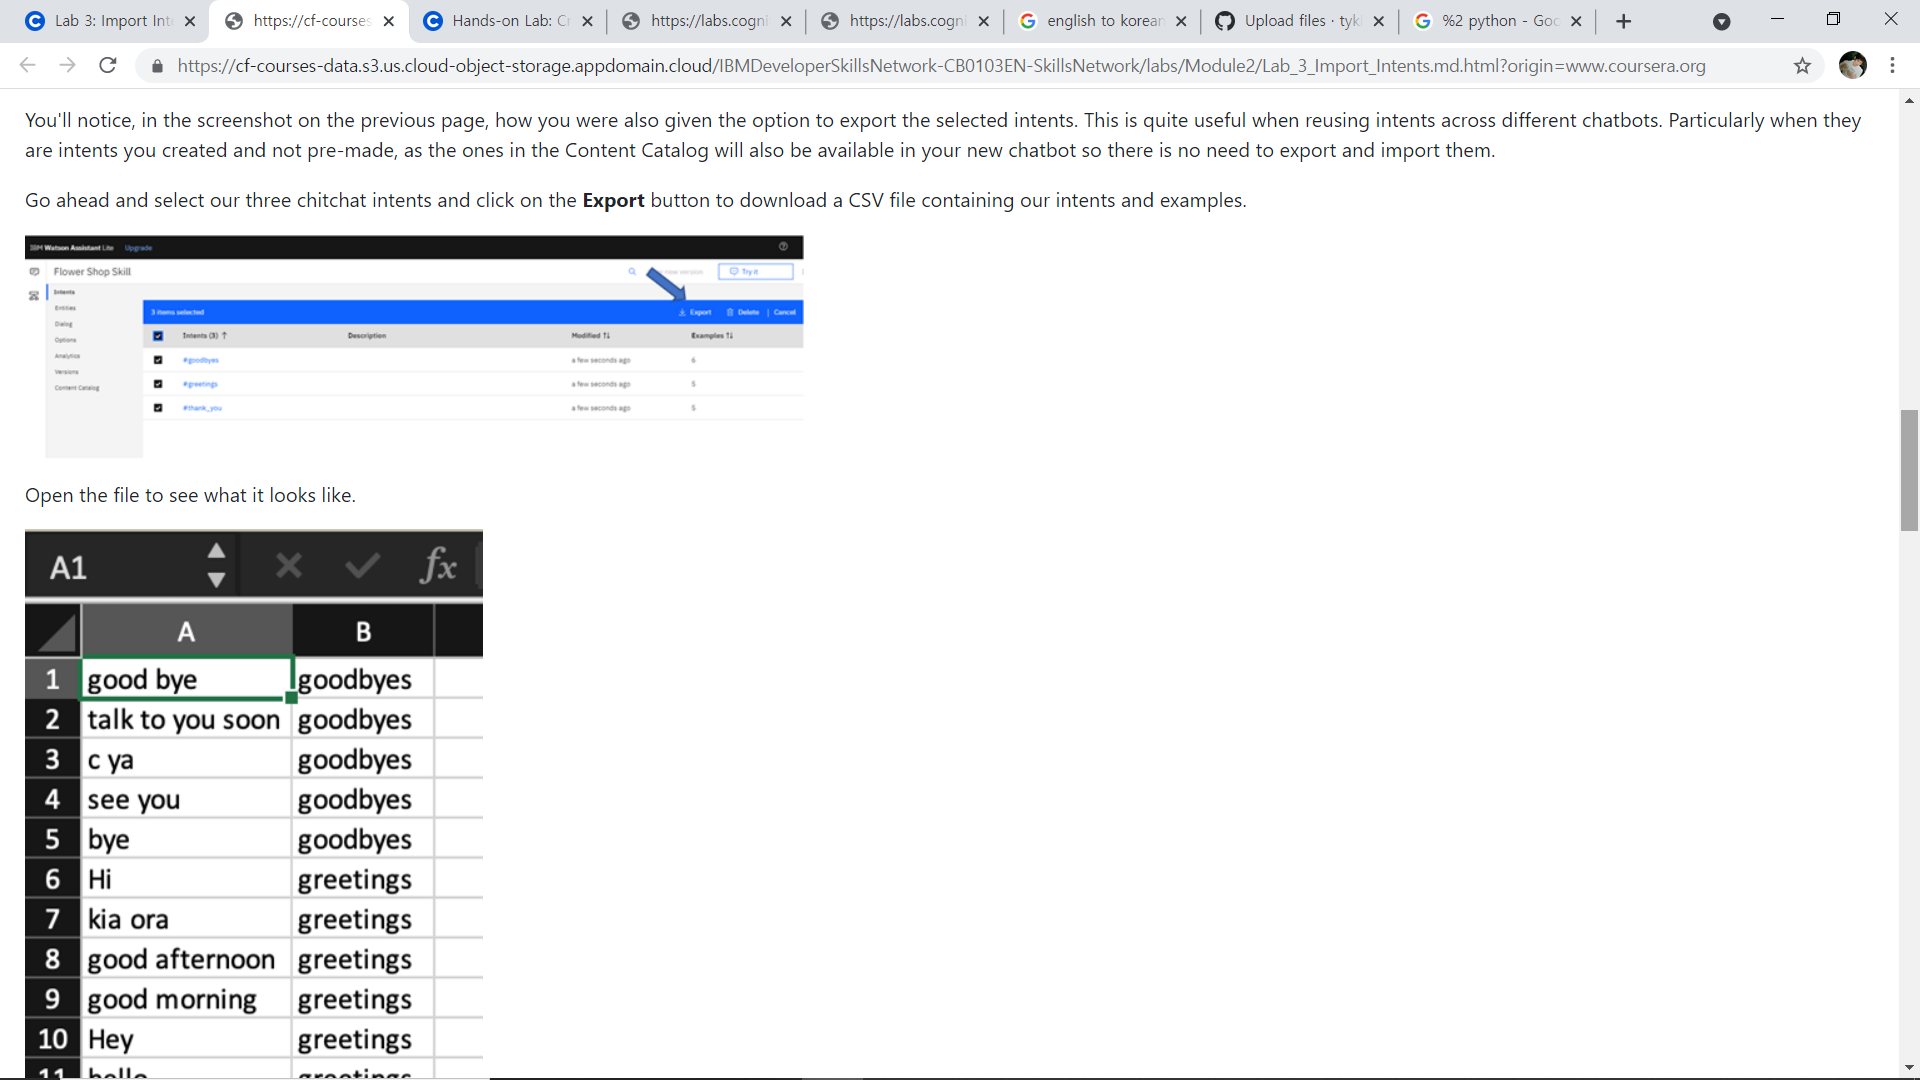 Lab 3: Import Int
https://cf-courses
Hands-on Lab: Cr
https://labs.cogni
https://labs.cogni
english to korean
Upload files · tyk
%2 python - Goo
https://cf-courses-data.s3.us.cloud-object-storage.appdomain.cloud/IBMDeveloperSkillsNetwork-CB0103EN-SkillsNetwork/labs/Module2/Lab_3_Import_Intents.md.html?origin=www.coursera.org
You'll notice, in the screenshot on the previous page, how you were also given the option to export the selected intents. This is quite useful when reusing intents across different chatbots. Particularly when they
are intents you created and not pre-made, as the ones in the Content Catalog will also be available in your new chatbot so there is no need to export and import them.
Go ahead and select our three chitchat intents and click on the Export button to download a CSV file containing our intents and examples.
IBM Watson Assistant Lite Upgrade
Flower Shop Skill
new version
Try it
Intents
Entities
Dialog
Options
Analytics
Versions
Content Catalog
3 items selected
Export Delete | Cancel
Intents (3) ↑ Description Modified ↑↓ Examples ↑↓
#goodbyes a few seconds ago 6
#greetings a few seconds ago 5
#thank_you a few seconds ago 5
Open the file to see what it looks like.
A1 fx
A B
1 good bye goodbyes
2 talk to you soon goodbyes
3 c ya goodbyes
4 see you goodbyes
5 bye goodbyes
6 Hi greetings
7 kia ora greetings
8 good afternoon greetings
9 good morning greetings
10 Hey greetings
11 hello greetings